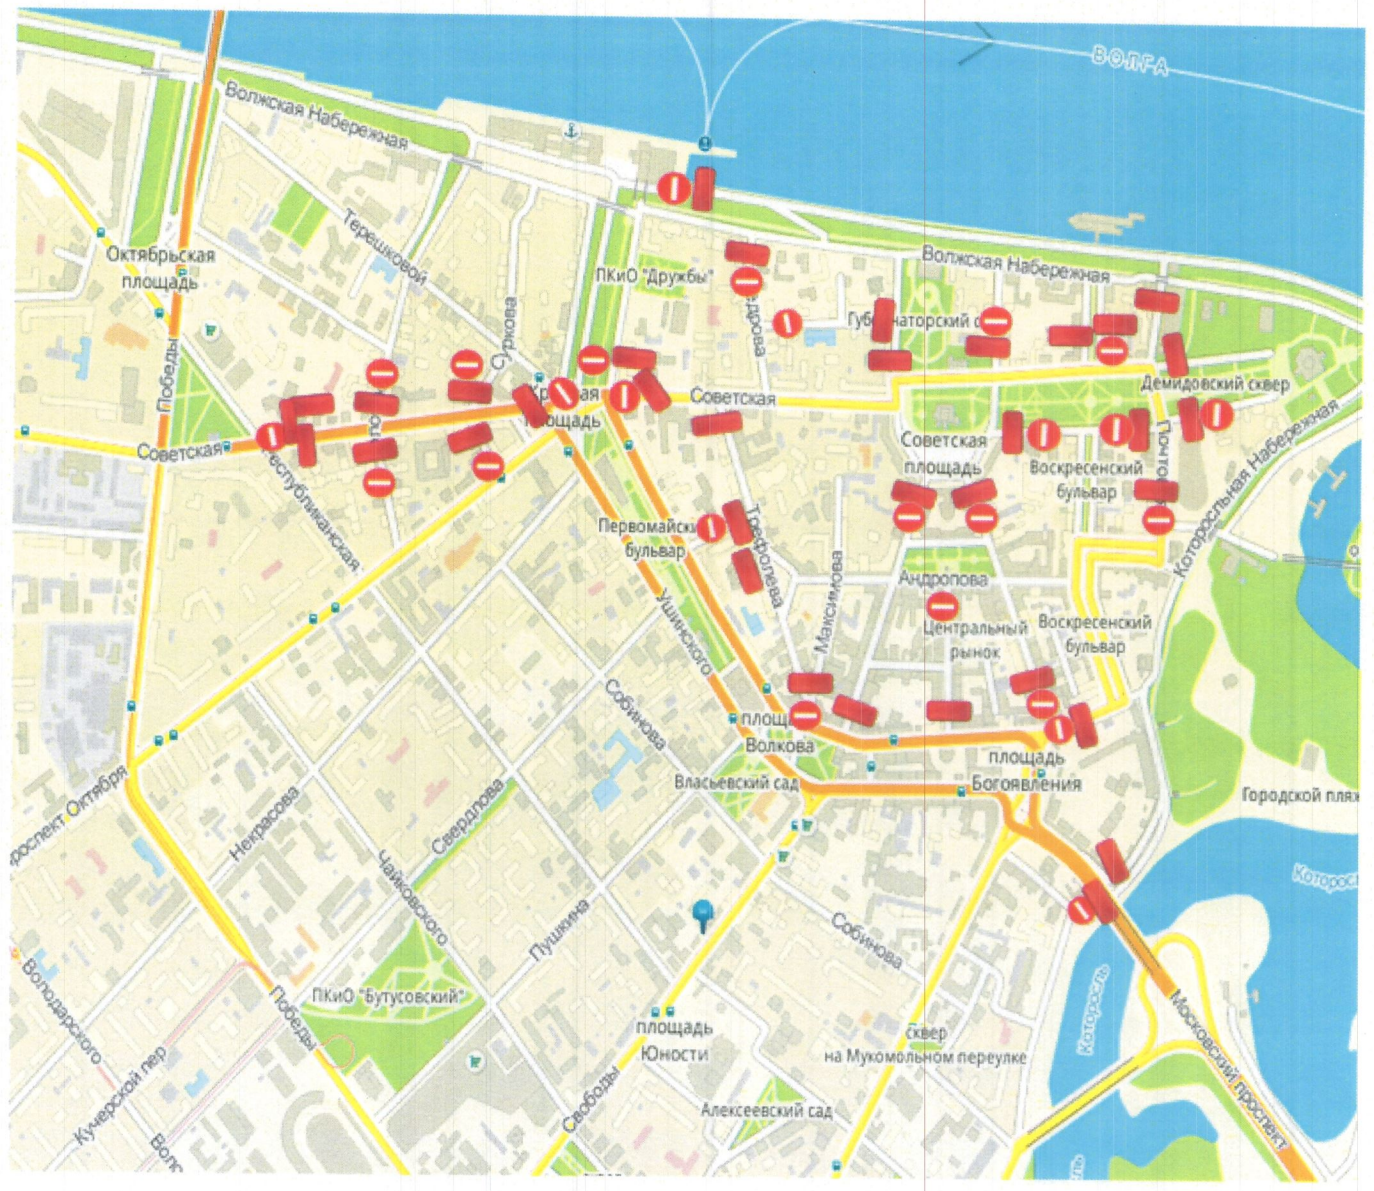 ВОЛГА
Волжская Набережная
Терешковой
Октябрьская
площадь
Суркова
ПКиО "Дружбы"
Волжская Набережная
Победы
Советская
Демидовский сквер
площадь
Советская
Республиканская
Советская
площадь
Воскресенский
бульвар
Которосльная Набережная
Первомайский
бульвар
Трефолева
Максимова
Андропова
Центральный
рынок
Воскресенский
бульвар
Ушинского
Собинова
Волкова
площадь
Богоявления
Власьевский сад
Городской пляж
проспект Октября
Некрасова
Свердлова
Чайковского
Пушкина
Собинова
Которосль
Володарского
ПКиО "Бутусовский"
Победы
площадь
Юности
сквер
на Мукомольном переулке
Которосль
Московский проспект
Кучерской пер
Свободы
Алексеевский сад